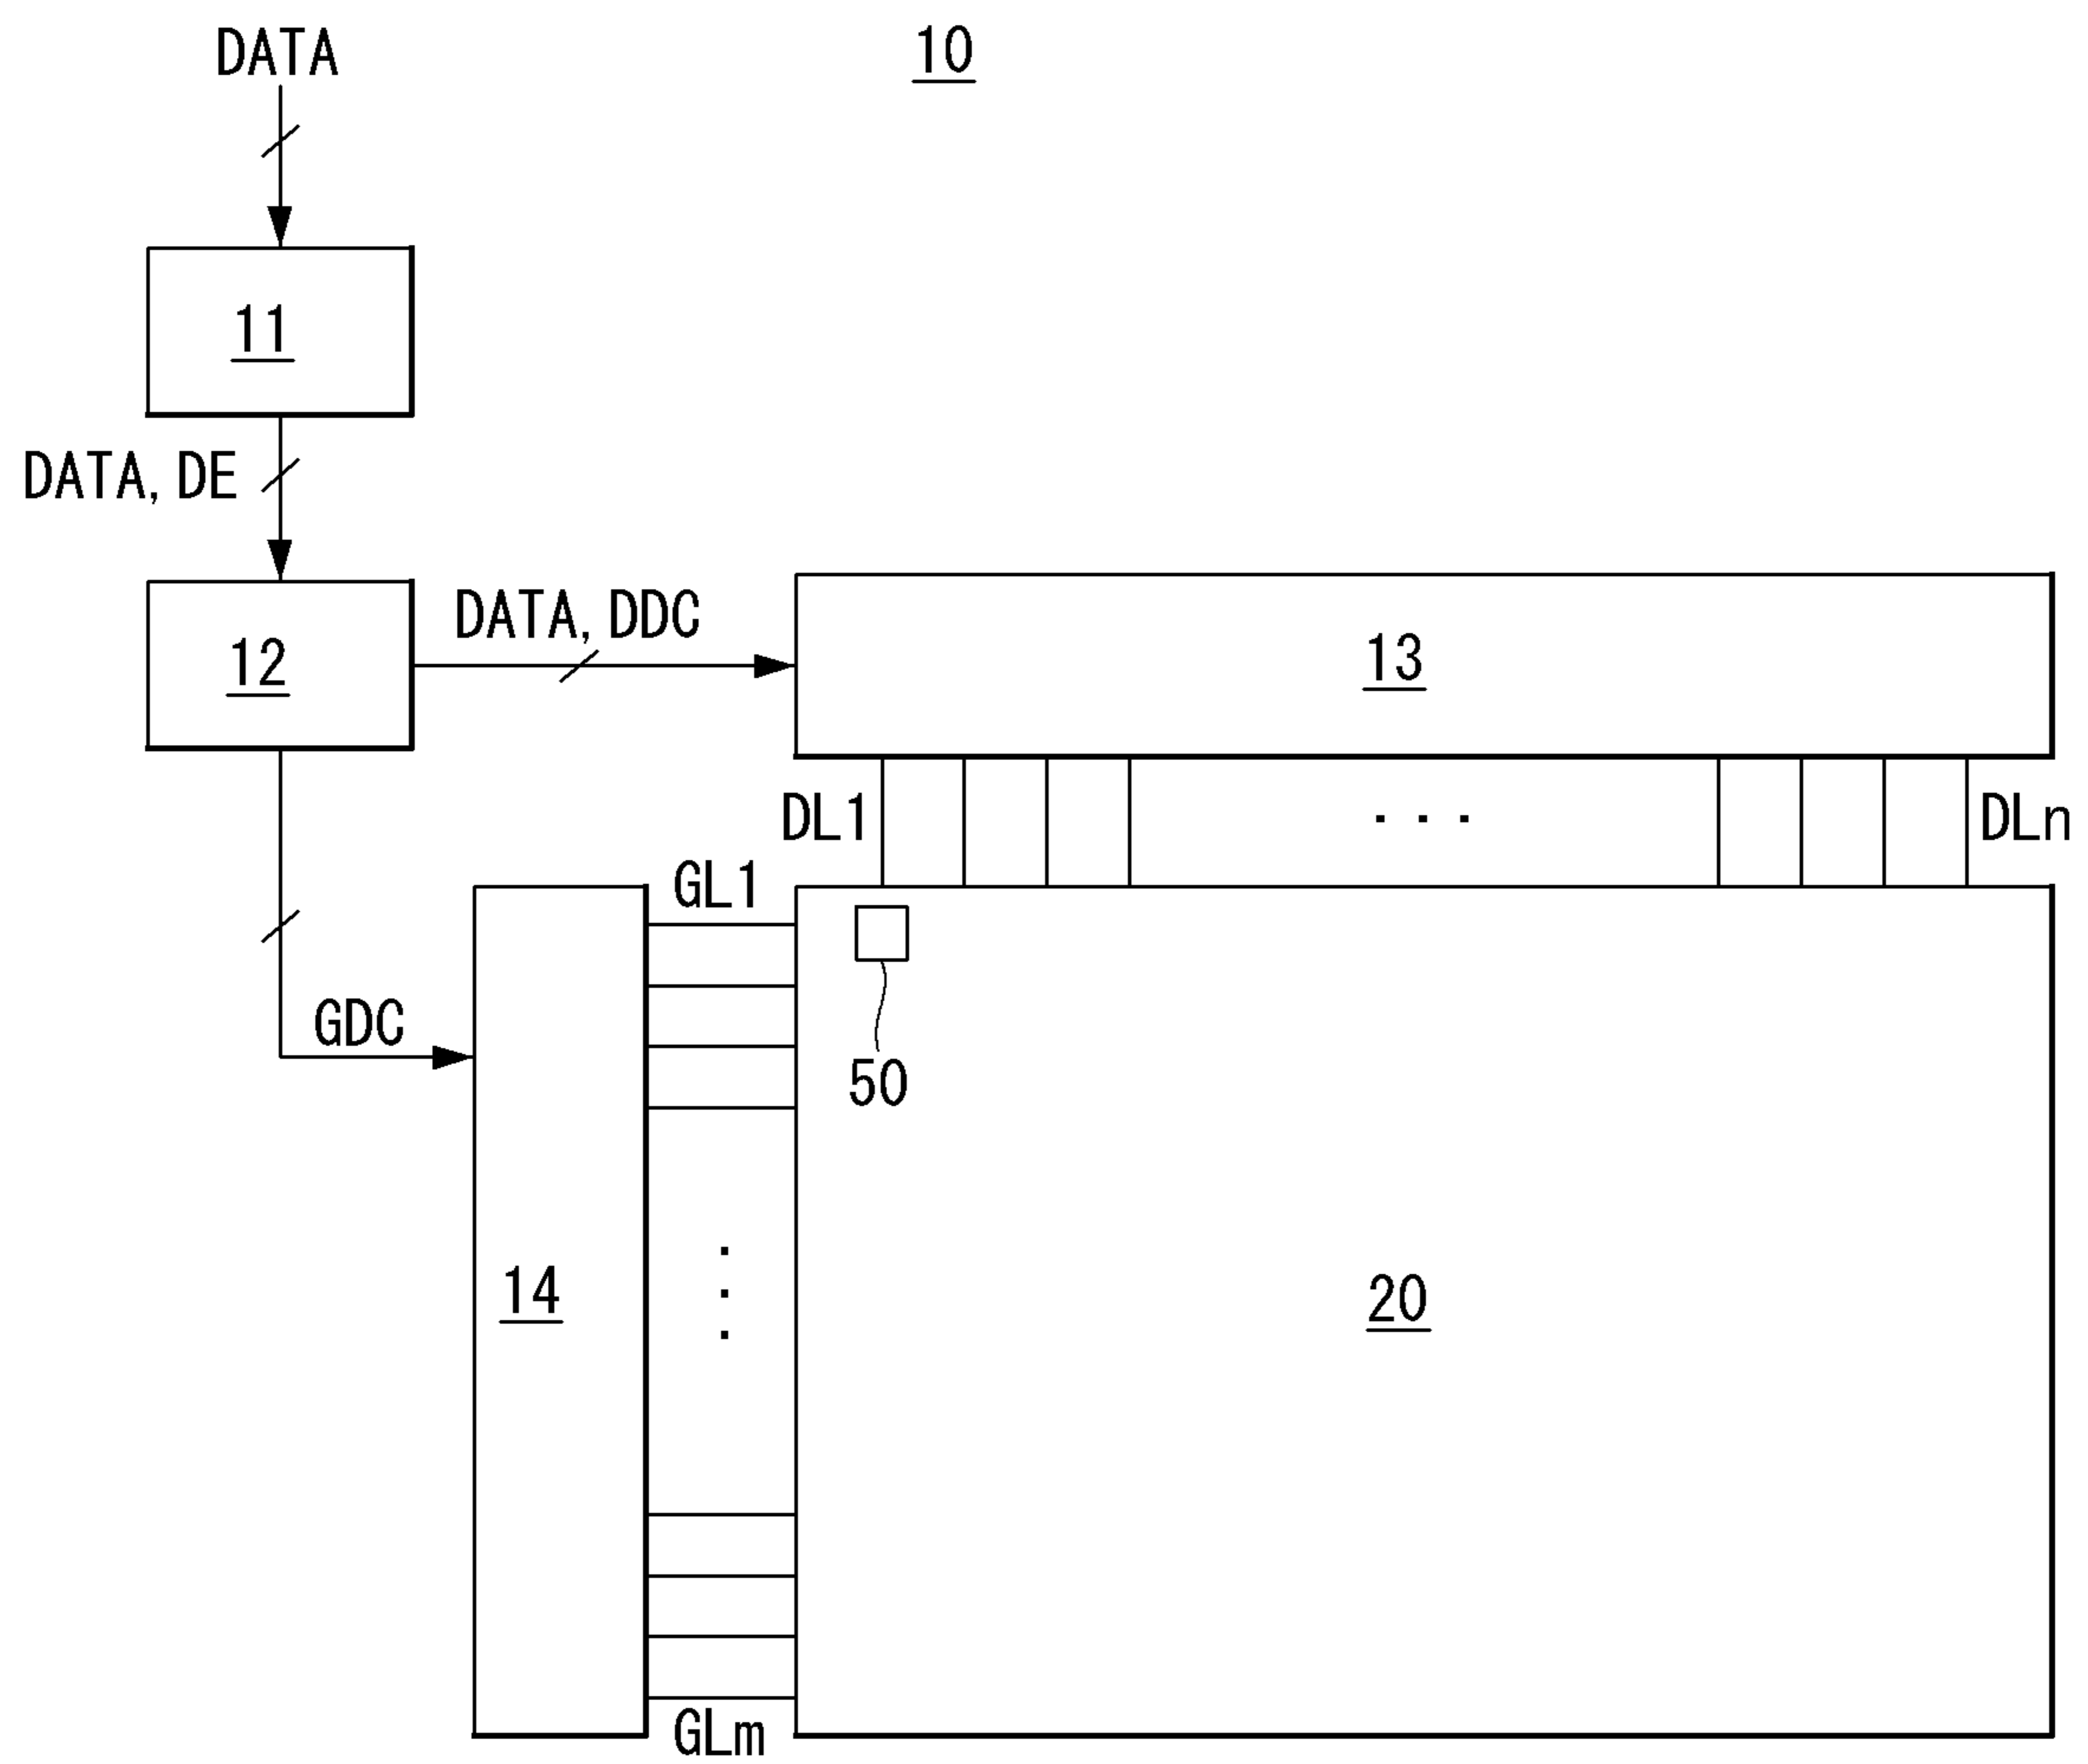 DATA
10
11
DATA, DE
12
DATA, DDC
13
DL1
. . .
DLn
GL1
50
GDC
14
20
GLm